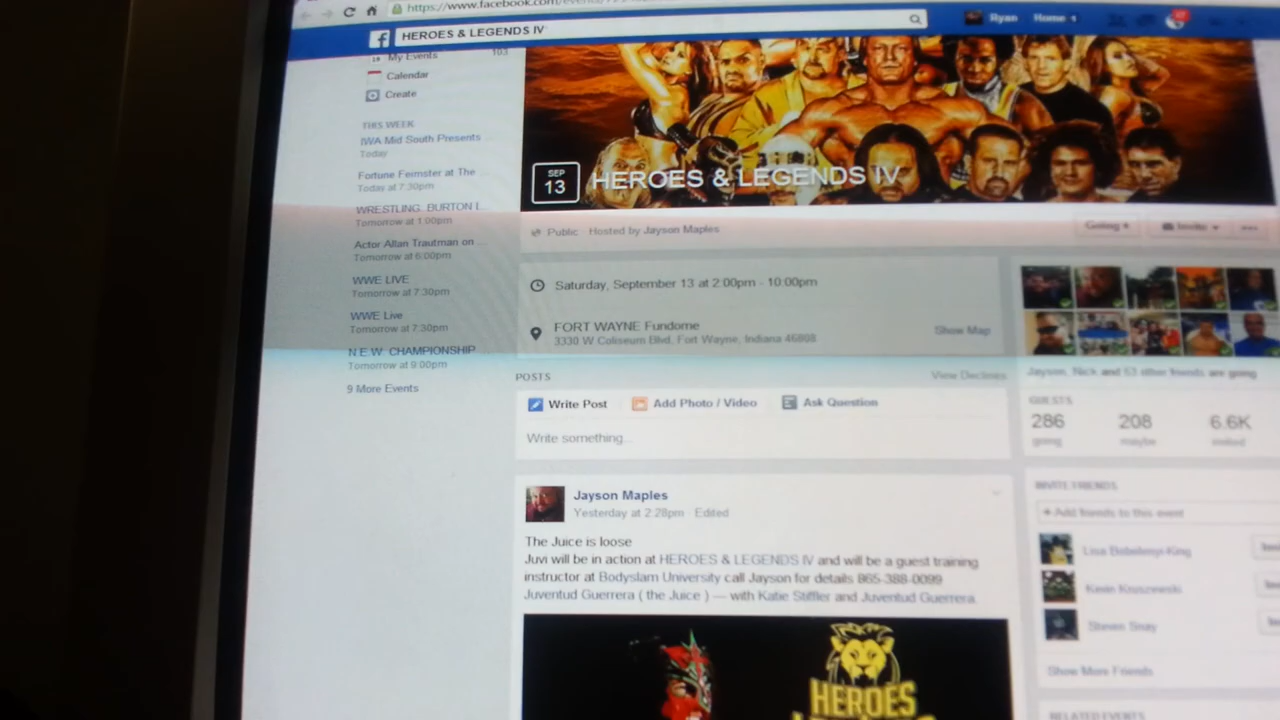 https://www.facebook.com/events/
HEROES & LEGENDS IV
Ryan
Home
My Events
103
Calendar
Create
THIS WEEK
IWA Mid South Presents
Today
Fortune Feimster at The
Today at 7:30pm
WRESTLING. BURTON
Tomorrow at 1:00pm
Actor Allan Trautman on
Tomorrow at 6:00pm
WWE LIVE
Tomorrow at 7:30pm
WWE Live
Tomorrow at 7:30pm
N.E.W. CHAMPIONSHIP
Tomorrow at 9:00pm
9 More Events
SEP
13
HEROES & LEGENDS IV
Public · Hosted by Jayson Maples
Going
Invite
Saturday, September 13 at 2:00pm - 10:00pm
FORT WAYNE Fundome
3330 W Coliseum Blvd, Fort Wayne, Indiana 46808
Show Map
POSTS
View Declines
Write Post
Add Photo / Video
Ask Question
Write something...
Jayson Maples
Yesterday at 2:28pm · Edited
The Juice is loose
Juvi will be in action at HEROES & LEGENDS IV and will be a guest training
instructor at Bodyslam University call Jayson for details 865-388-0099
Juventud Guerrera ( the Juice ) — with Katie Stiffler and Juventud Guerrera.
HEROES
Jayson, Nick and 53 other friends are going
GUESTS
286
going
208
maybe
6.6K
invited
INVITE FRIENDS
+ Add friends to this event
Kevin Kruszewski
Steven Snay
Show More Friends
RELATED EVENTS